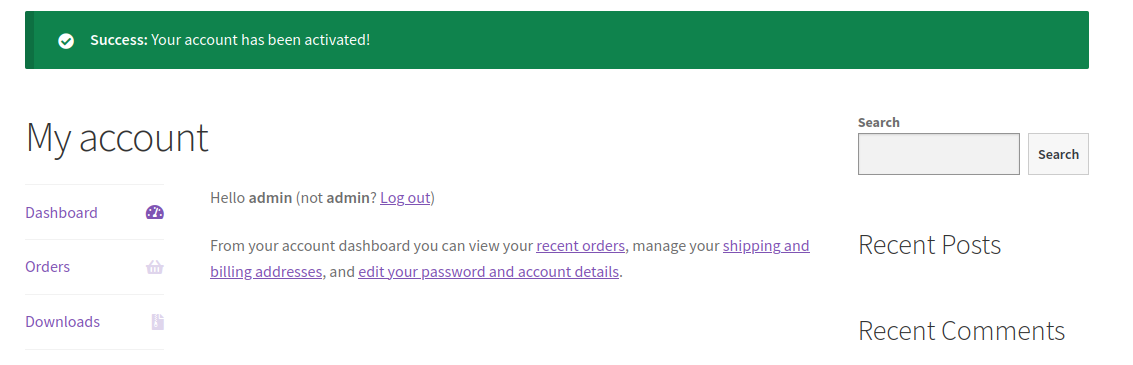 Success: Your account has been activated!
My account
Dashboard
Orders
Downloads
Hello admin (not admin? Log out)
From your account dashboard you can view your recent orders, manage your shipping and
billing addresses, and edit your password and account details.
Search
Search
Recent Posts
Recent Comments